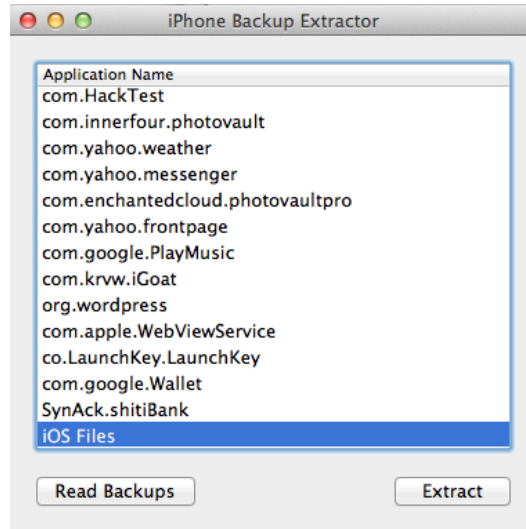 iPhone Backup Extractor
Application Name
com.HackTest
com.innerfour.photovault
com.yahoo.weather
com.yahoo.messenger
com.enchantedcloud.photovaultpro
com.yahoo.frontpage
com.google.PlayMusic
com.krvw.iGoat
org.wordpress
com.apple.WebViewService
co.LaunchKey.LaunchKey
com.google.Wallet
SynAck.shitiBank
iOS Files
Read Backups Extract